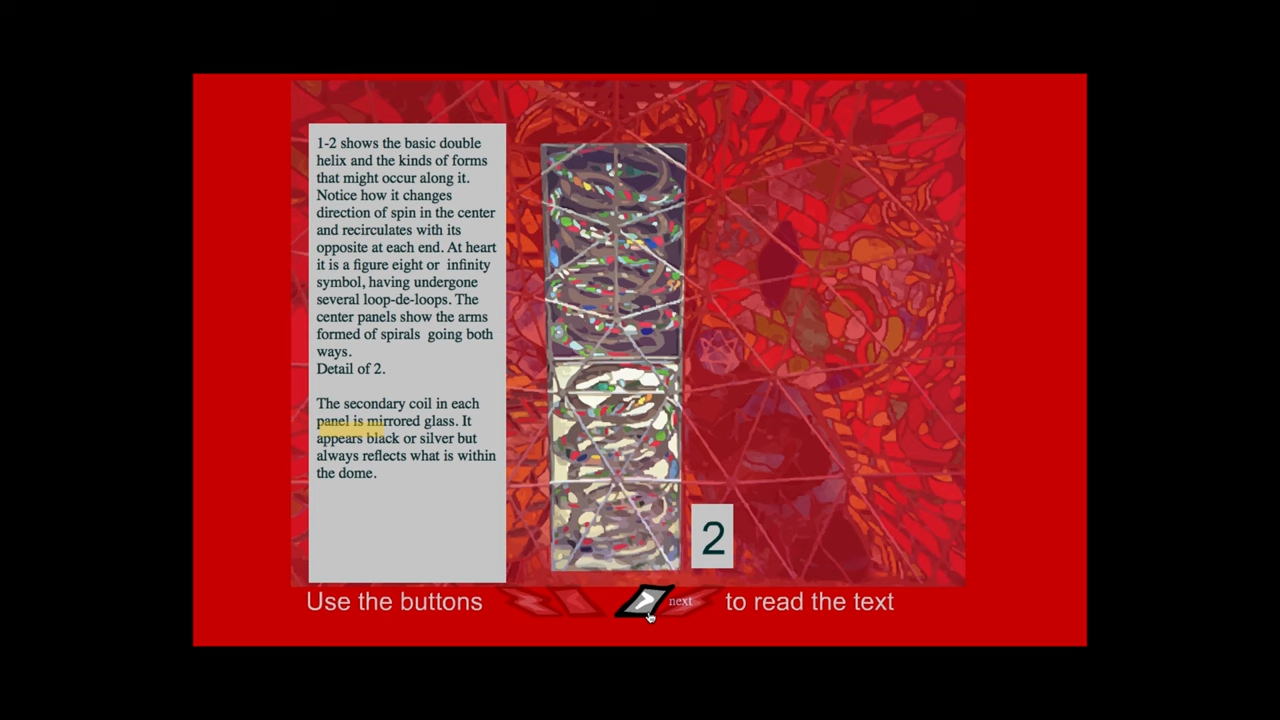 1-2 shows the basic double
helix and the kinds of forms
that might occur along it.
Notice how it changes
direction of spin in the center
and recirculates with its
opposite at each end. At heart
it is a figure eight or  infinity
symbol, having undergone
several loop-de-loops. The
center panels show the arms
formed of spirals  going both
ways.
Detail of 2.
The secondary coil in each
panel is mirrored glass. It
appears black or silver but
always reflects what is within
the dome.
2
Use the buttons
next
to read the text